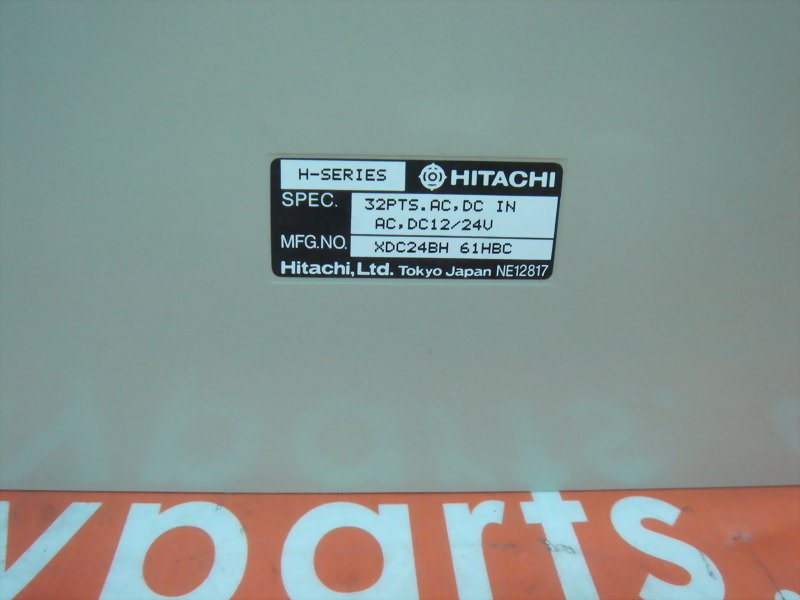 H-SERIES HITACHI
SPEC. 32PTS.AC,DC IN
AC,DC12/24V
MFG.NO. XDC24BH 61HBC
Hitachi,Ltd. Tokyo Japan NE12817
parts.